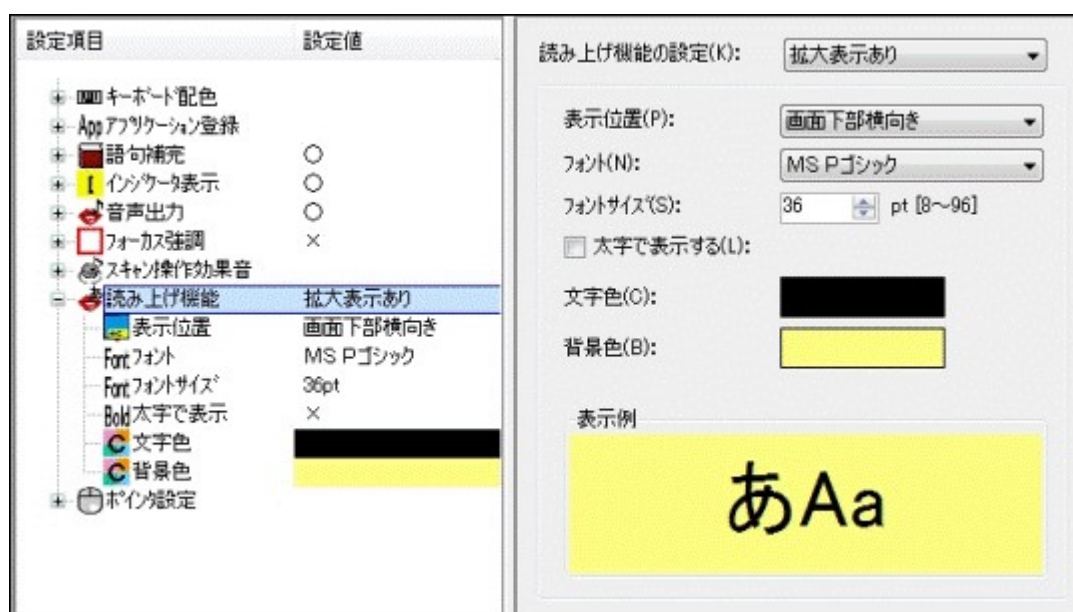 設定項目 設定値
キーボード配色
App アプリケーション登録
語句補完 ○
I インジケータ表示 ○
音声出力 ○
フォーカス強調 ×
スキャン操作効果音
読み上げ機能 拡大表示あり
表示位置 画面下部横向き
Font フォント MS Pゴシック
Font フォントサイズ 36pt
Bold 太字で表示 ×
C 文字色
C 背景色
ポインタ設定
読み上げ機能の設定(K): 拡大表示あり
表示位置(P): 画面下部横向き
フォント(N): MS Pゴシック
フォントサイズ(S): 36 pt [8～96]
太字で表示する(L):
文字色(C):
背景色(B):
表示例
あAa